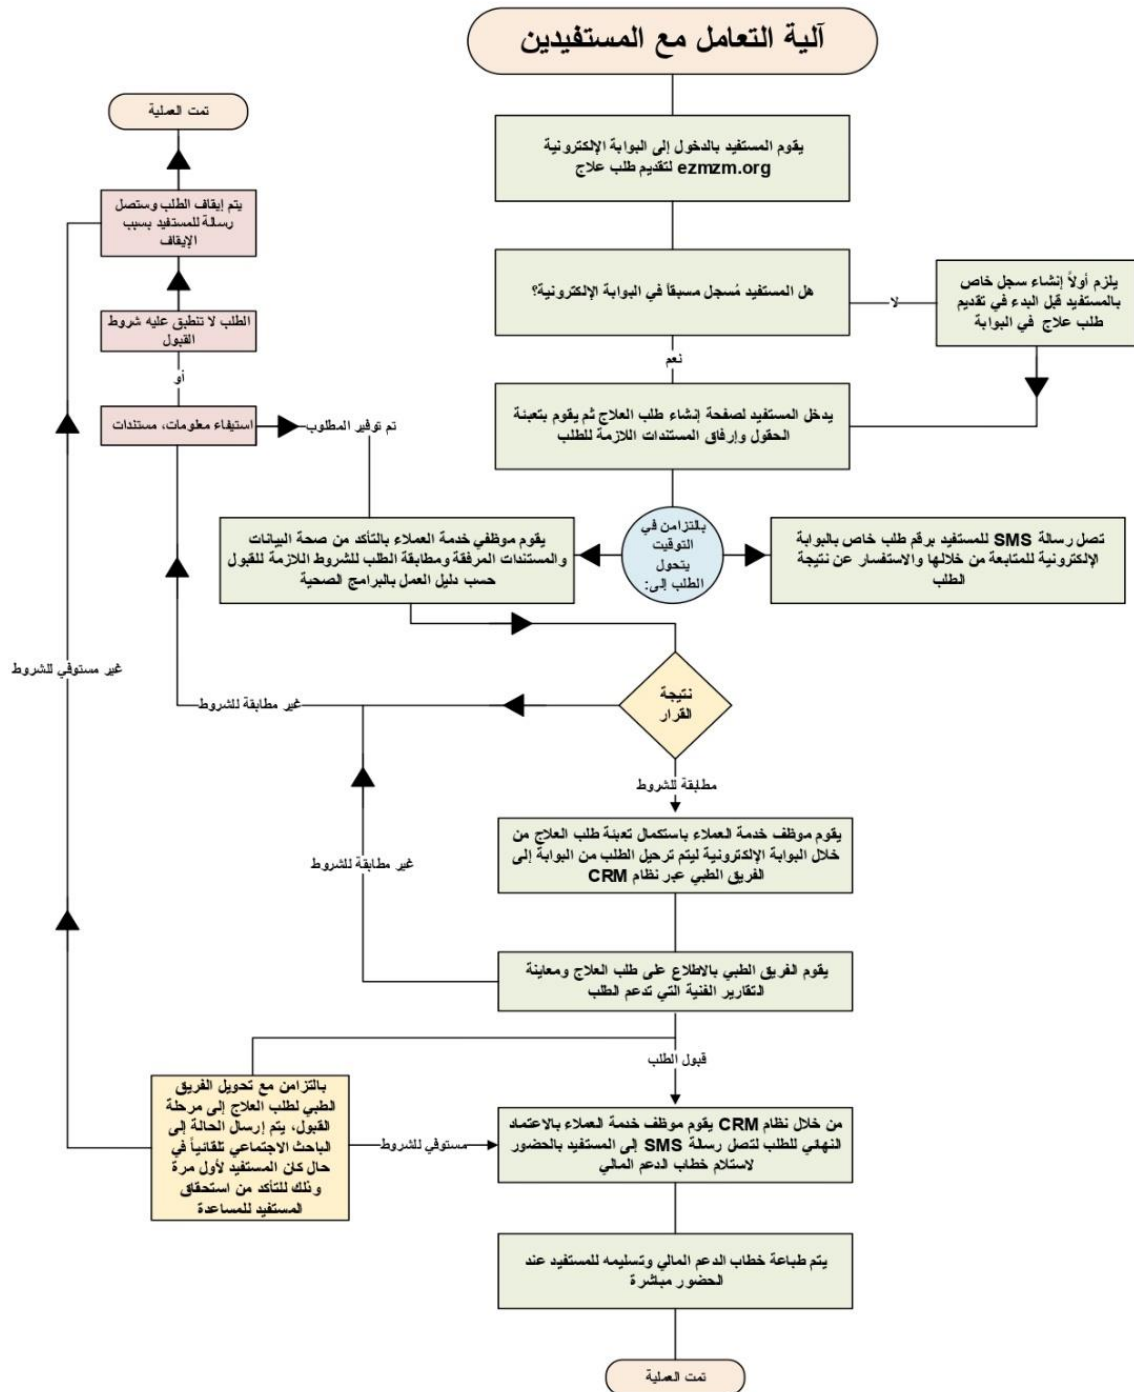 آلية التعامل مع المستفيدين
يقوم المستفيد بالدخول إلى البوابة الإلكترونية
ezmzm.org لتقديم طلب علاج
هل المستفيد مُسجل مسبقاً في البوابة الإلكترونية؟
لا
يلزم أولاً إنشاء سجل خاص
بالمستفيد قبل البدء في تقديم
طلب علاج في البوابة
نعم
يدخل المستفيد لصفحة إنشاء طلب العلاج ثم يقوم بتعبئة
الحقول وإرفاق المستندات اللازمة للطلب
بالتزامن في
التوقيت
يتحول
الطلب إلى:
تصل رسالة SMS للمستفيد برقم طلب خاص بالبوابة
الإلكترونية للمتابعة من خلالها والاستفسار عن نتيجة
الطلب
يقوم موظفي خدمة العملاء بالتأكد من صحة البيانات
والمستندات المرفقة ومطابقة الطلب للشروط اللازمة للقبول
حسب دليل العمل بالبرامج الصحية
نتيجة
القرار
غير مطابقة للشروط
استيفاء معلومات، مستندات
تم توفير المطلوب
أو
الطلب لا تنطبق عليه شروط
القبول
يتم إيقاف الطلب وستصل
رسالة للمستفيد بسبب
الإيقاف
تمت العملية
مطابقة للشروط
يقوم موظف خدمة العملاء باستكمال تعبئة طلب العلاج من
خلال البوابة الإلكترونية ليتم ترحيل الطلب من البوابة إلى
الفريق الطبي عبر نظام CRM
يقوم الفريق الطبي بالاطلاع على طلب العلاج ومعاينة
التقارير الفنية التي تدعم الطلب
غير مطابقة للشروط
قبول الطلب
بالتزامن مع تحويل الفريق
الطبي لطلب العلاج إلى مرحلة
القبول، يتم إرسال الحالة إلى
الباحث الاجتماعي تلقائياً في
حال كان المستفيد لأول مرة
وذلك للتأكد من استحقاق
المستفيد للمساعدة
غير مستوفي للشروط
مستوفي للشروط
من خلال نظام CRM يقوم موظف خدمة العملاء بالاعتماد
النهائي للطلب لتصل رسالة SMS إلى المستفيد بالحضور
لاستلام خطاب الدعم المالي
يتم طباعة خطاب الدعم المالي وتسليمه للمستفيد عند
الحضور مباشرة
تمت العملية